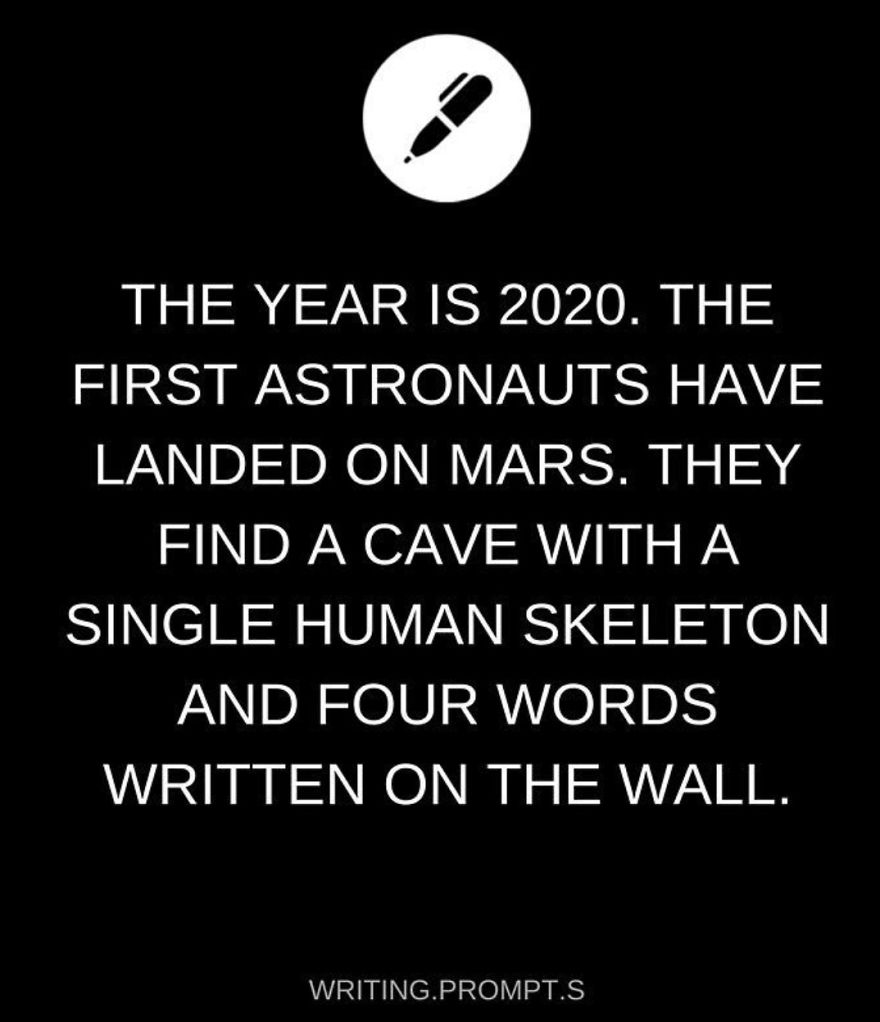 THE YEAR IS 2020. THE
FIRST ASTRONAUTS HAVE
LANDED ON MARS. THEY
FIND A CAVE WITH A
SINGLE HUMAN SKELETON
AND FOUR WORDS
WRITTEN ON THE WALL.
WRITING.PROMPT.S